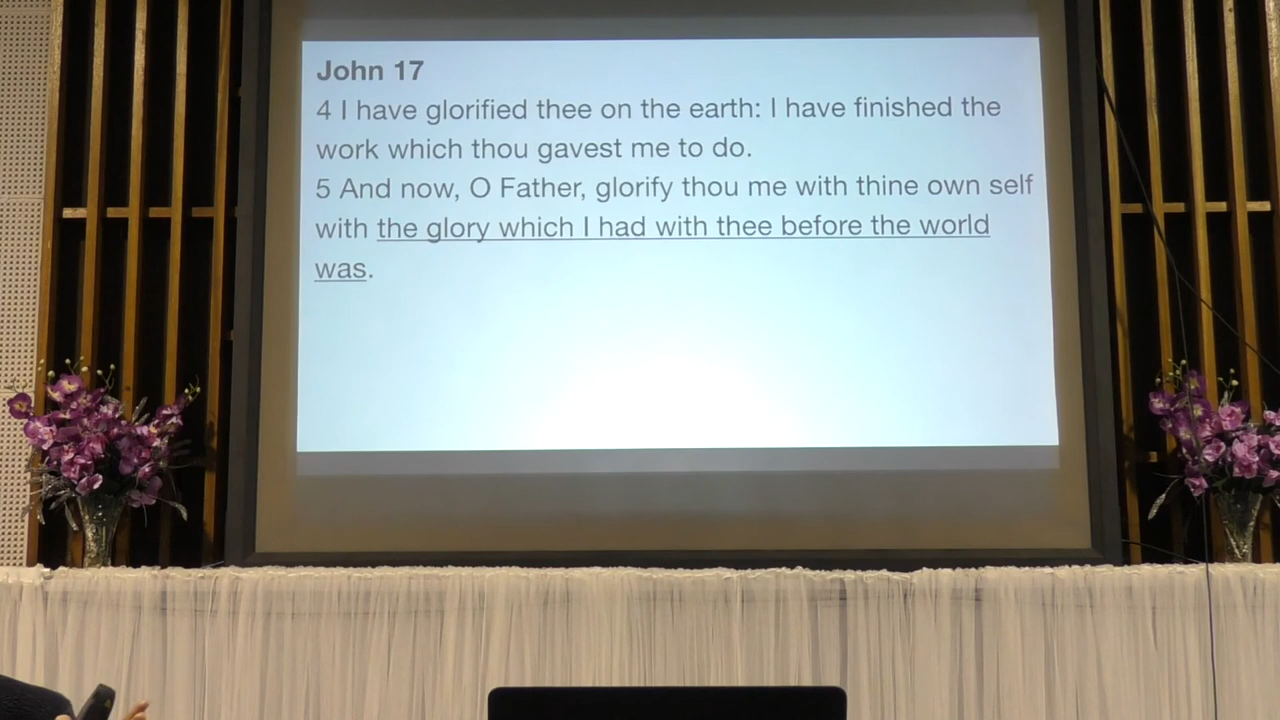 John 17
4 I have glorified thee on the earth: I have finished the
work which thou gavest me to do.
5 And now, O Father, glorify thou me with thine own self
with the glory which I had with thee before the world
was.